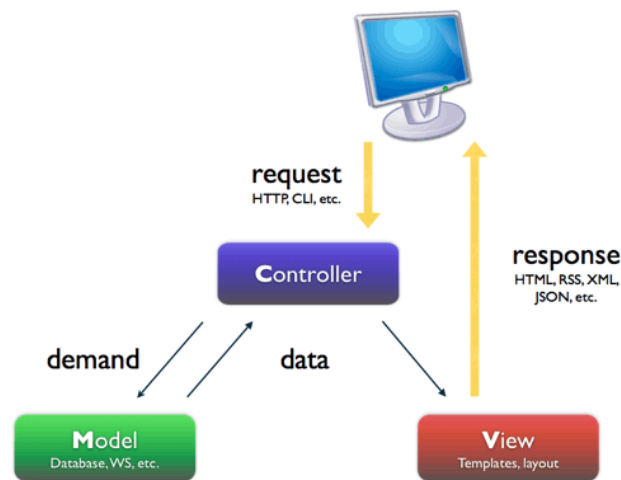 request
HTTP, CLI, etc.
Controller
response
HTML, RSS, XML,
JSON, etc.
demand
data
Model
Database, WS, etc.
View
Templates, layout